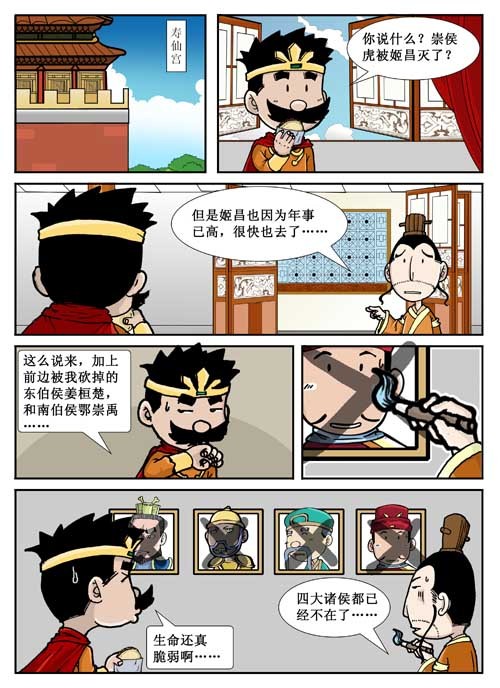 寿仙宫
你说什么？崇侯
虎被姬昌灭了？
但是姬昌也因为年事
已高，很快也去了……
这么说来，加上
前边被我砍掉的
东伯侯姜桓楚，
和南伯侯鄂崇禹
……
生命还真
脆弱啊……
四大诸侯都已
经不在了……